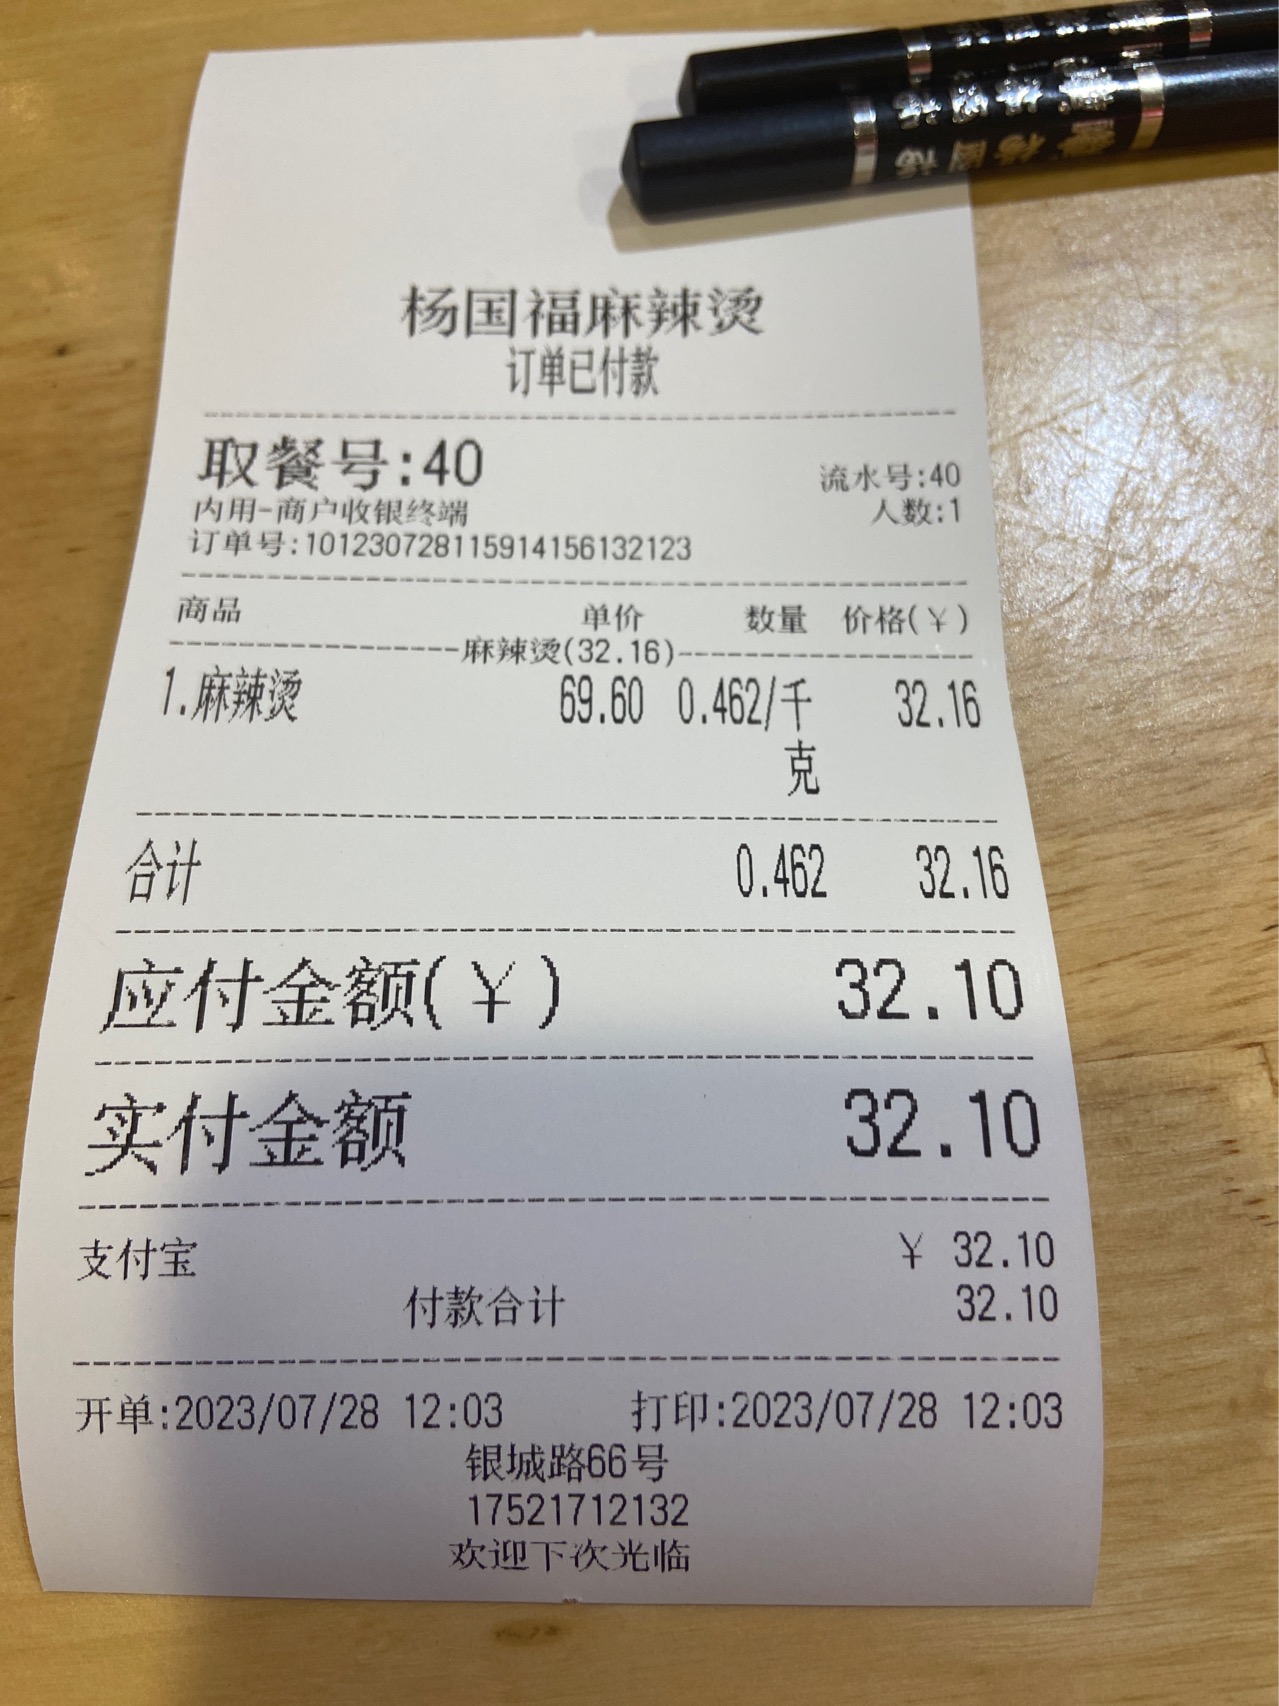 杨国福麻辣烫
订单已付款
取餐号:40
流水号:40
内用-商户收银终端
人数:1
订单号:101230728115914156132123
商品 单价 数量 价格(¥)
麻辣烫(32.16)
1.麻辣烫 69.60 0.462/千克 32.16
合计 0.462 32.16
应付金额(¥) 32.10
实付金额 32.10
支付宝 ¥ 32.10
付款合计 32.10
开单:2023/07/28 12:03 打印:2023/07/28 12:03
银城路66号
17521712132
欢迎下次光临